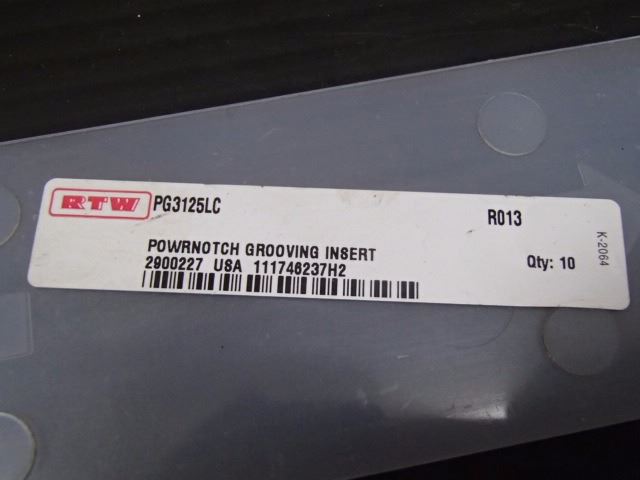 RTW PG3125LC R013
POWRNOTCH GROOVING INSERT
2900227 USA 111746237H2
Qty: 10
K-2064